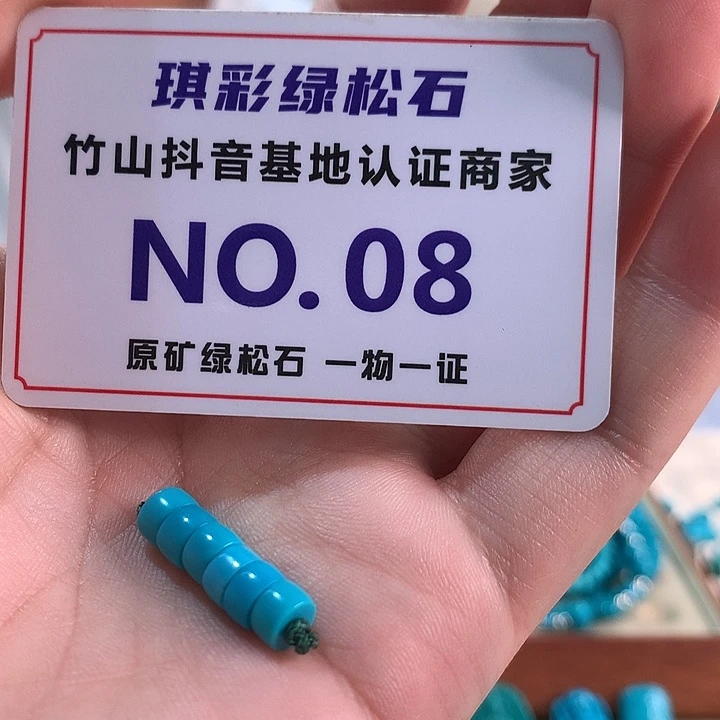 琪彩绿松石
竹山抖音基地认证商家
NO. 08
原矿绿松石 一物一证